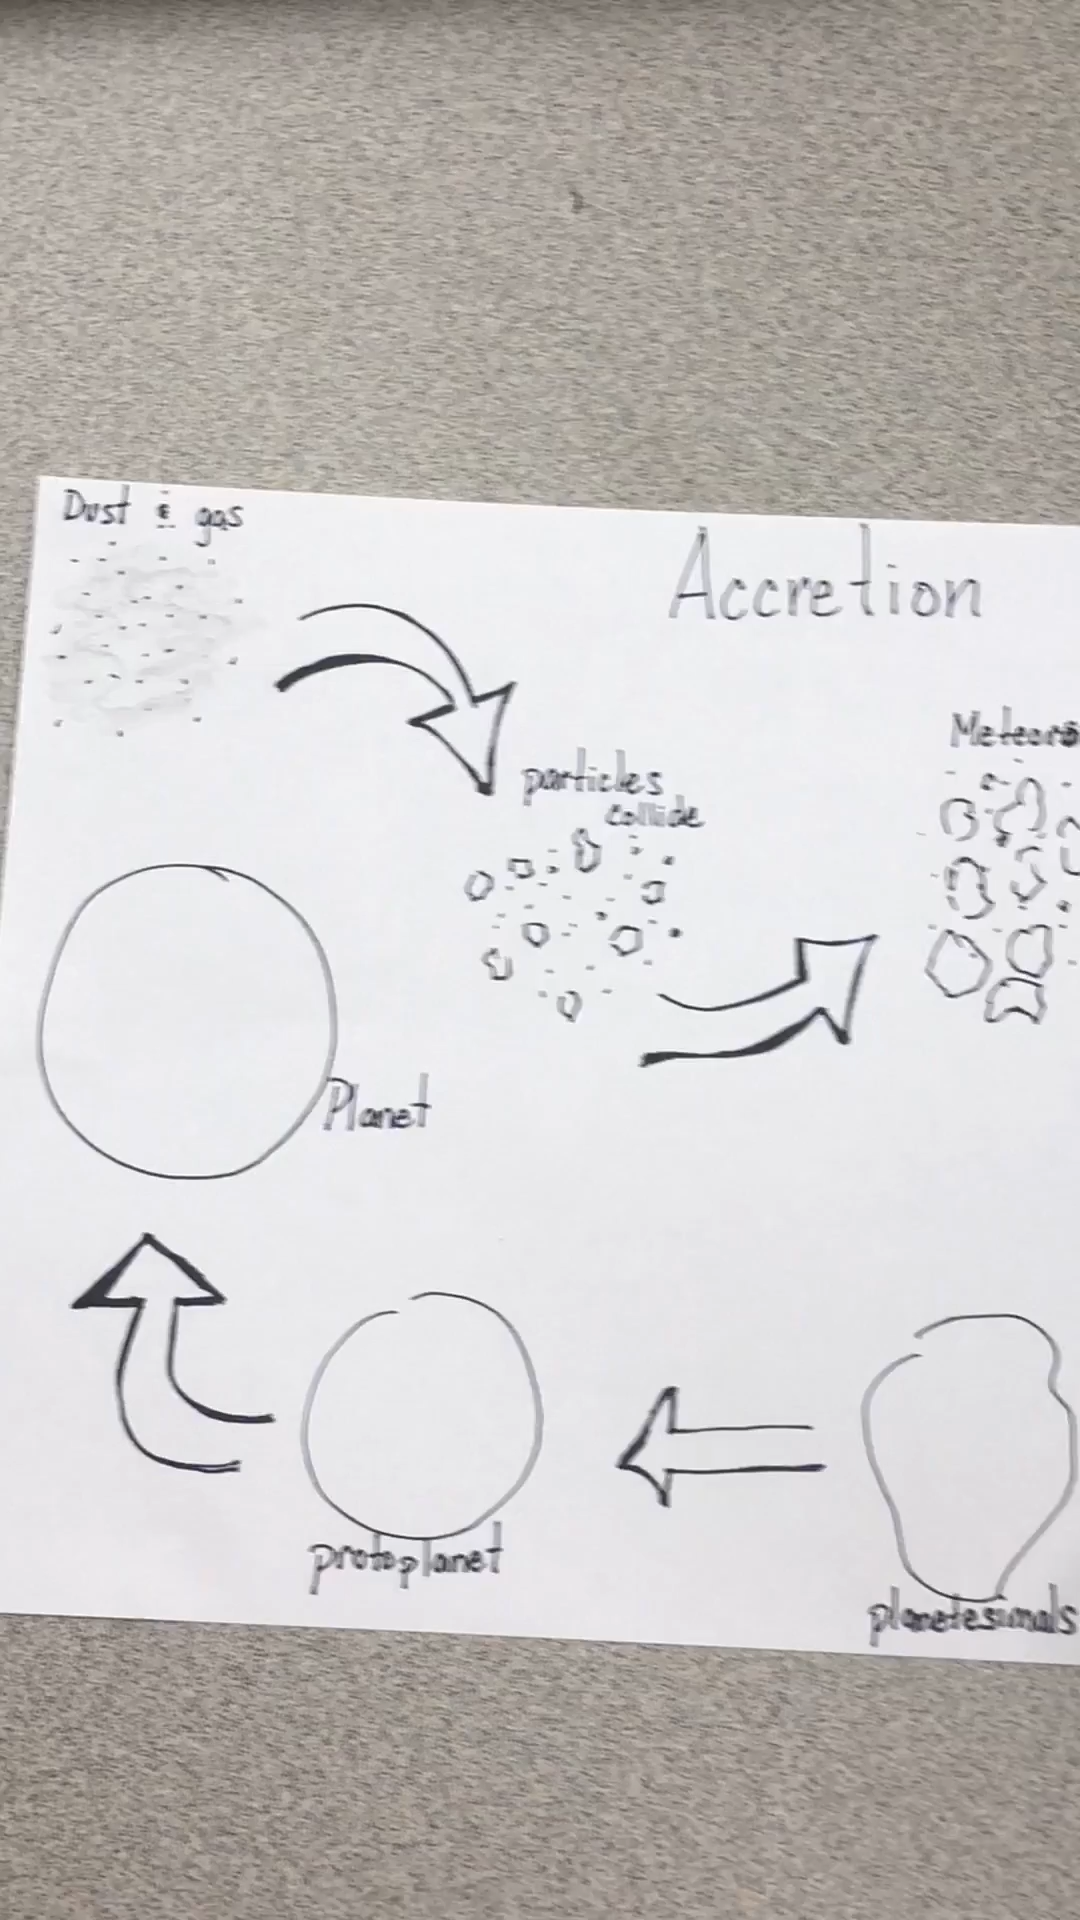 Dust & gas
Accretion
particles
collide
Planet
protoplanet
planetesimals